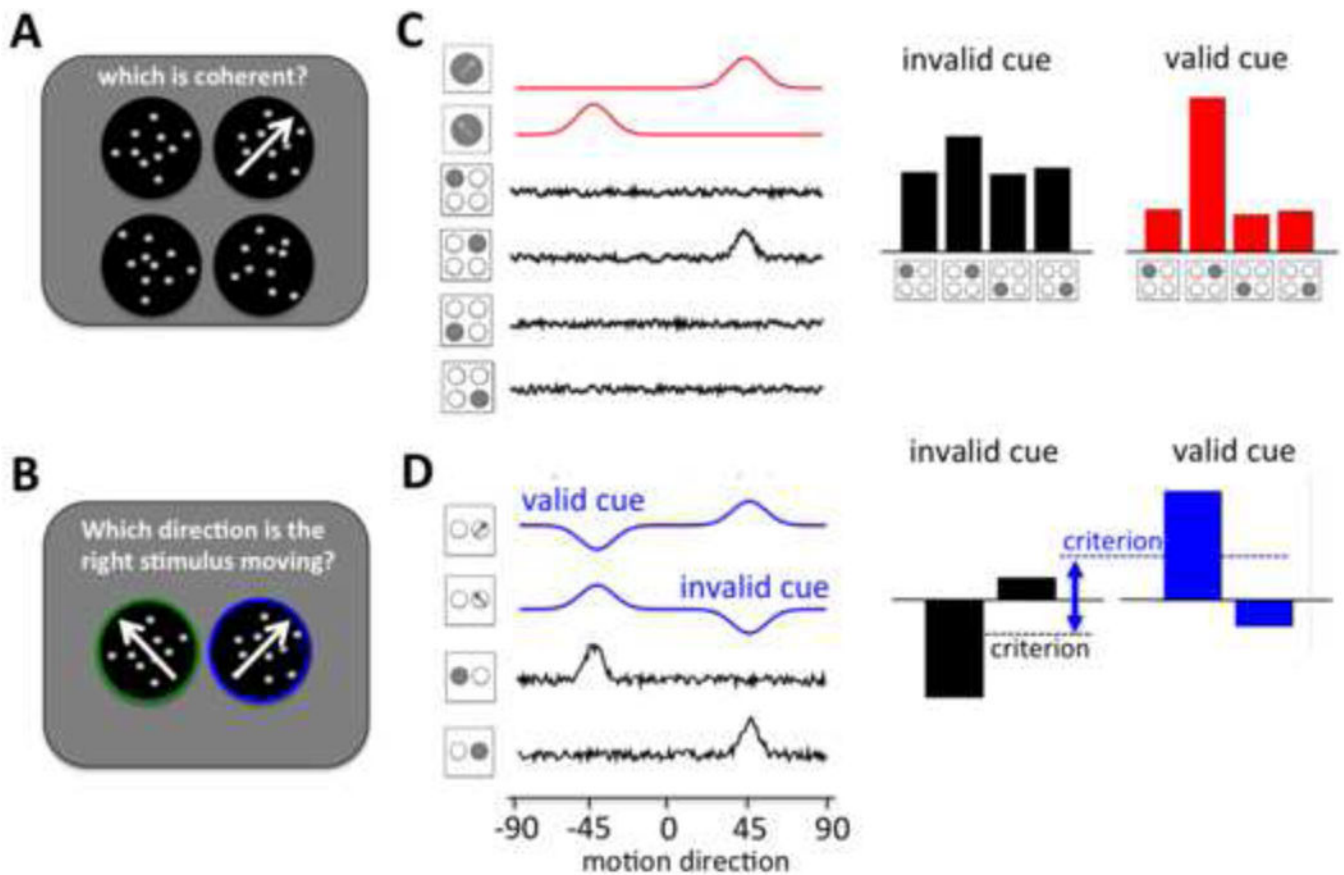 A
which is coherent?
C
invalid cue
valid cue
B
Which direction is the
right stimulus moving?
D
valid cue
invalid cue
-90 -45 0 45 90
motion direction
invalid cue
valid cue
criterion
criterion